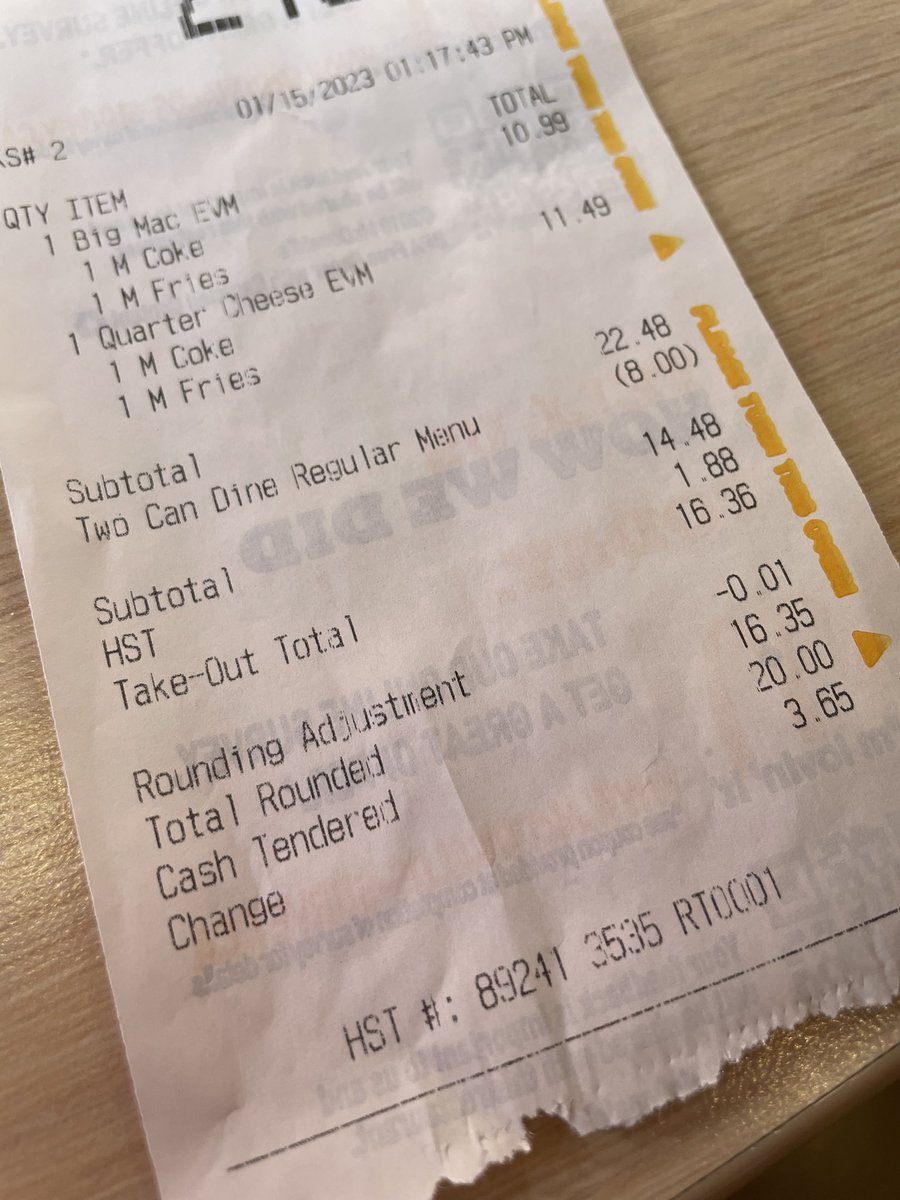 01/15/2023 01:17:43 PM
KS# 2
QTY ITEM TOTAL
1 Big Mac EVM 10.99
1 M Coke
1 M Fries
1 Quarter Cheese EVM 11.49
1 M Coke
1 M Fries
Subtotal 22.48
Two Can Dine Regular Menu (8.00)
Subtotal 14.48
HST 1.88
Take-Out Total 16.36
Rounding Adjustment -0.01
Total Rounded 16.35
Cash Tendered 20.00
Change 3.65
HST #: 89241 3535 RT0001